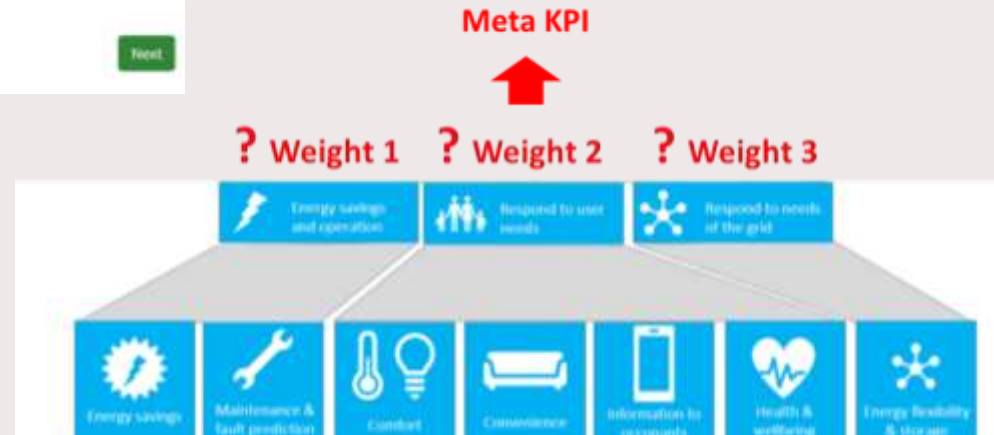 Meta KPI
Next
? Weight 1 ? Weight 2 ? Weight 3
Energy savings
and operation
Respond to user
needs
Respond to needs
of the grid
Energy savings
Maintenance &
fault prediction
Comfort
Convenience
Information to
occupants
Health &
wellbeing
Energy flexibility
& storage